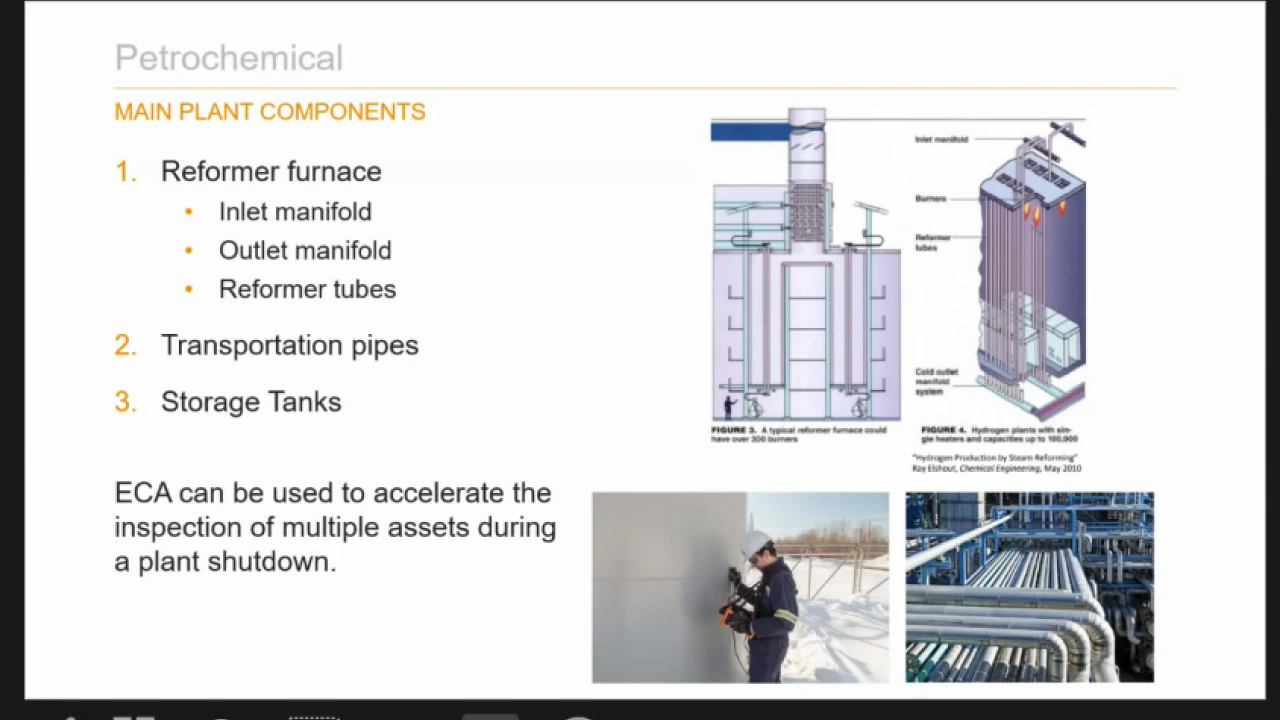 Petrochemical
MAIN PLANT COMPONENTS
1. Reformer furnace
• Inlet manifold
• Outlet manifold
• Reformer tubes
2. Transportation pipes
3. Storage Tanks
ECA can be used to accelerate the
inspection of multiple assets during
a plant shutdown.
Inlet manifold
Burners
Reformer
tubes
Cold outlet
manifold
system
FIGURE 3. A typical reformer furnace could
have over 300 burners
FIGURE 4. Hydrogen plants with sin-
gle heaters and capacities up to 100,000
"Hydrogen Production by Steam Reforming"
Ray Elshout, Chemical Engineering, May 2010